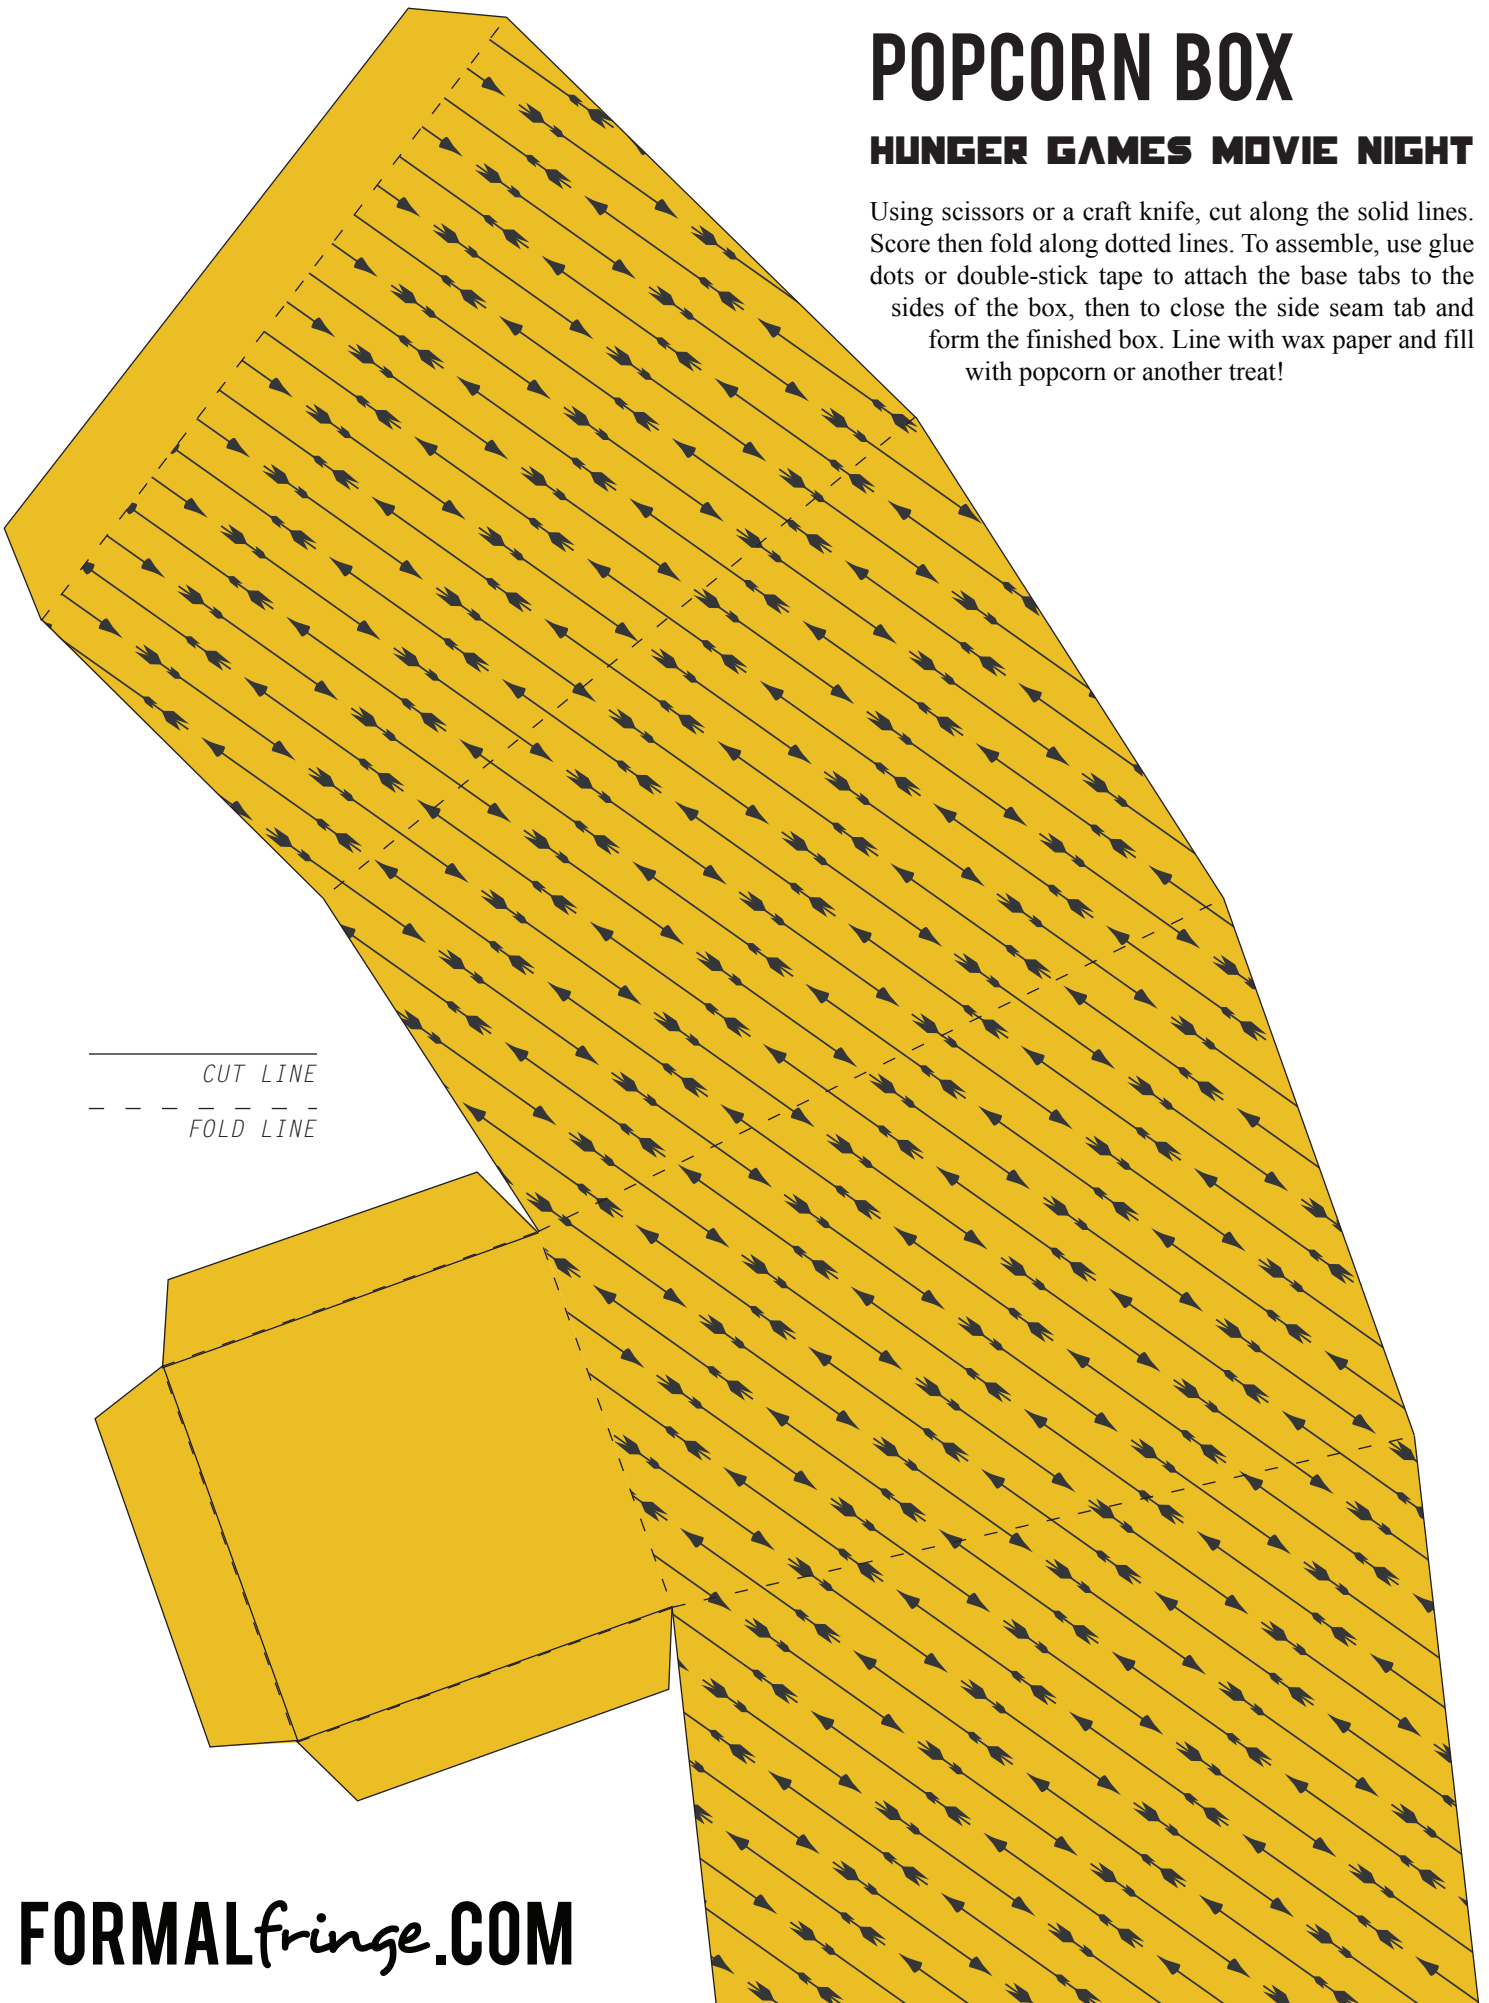 POPCORN BOX
HUNGER GAMES MOVIE NIGHT
Using scissors or a craft knife, cut along the solid lines.
Score then fold along dotted lines. To assemble, use glue
dots or double-stick tape to attach the base tabs to the
sides of the box, then to close the side seam tab and
form the finished box. Line with wax paper and fill
with popcorn or another treat!
CUT LINE
FOLD LINE
FORMALfringe.COM